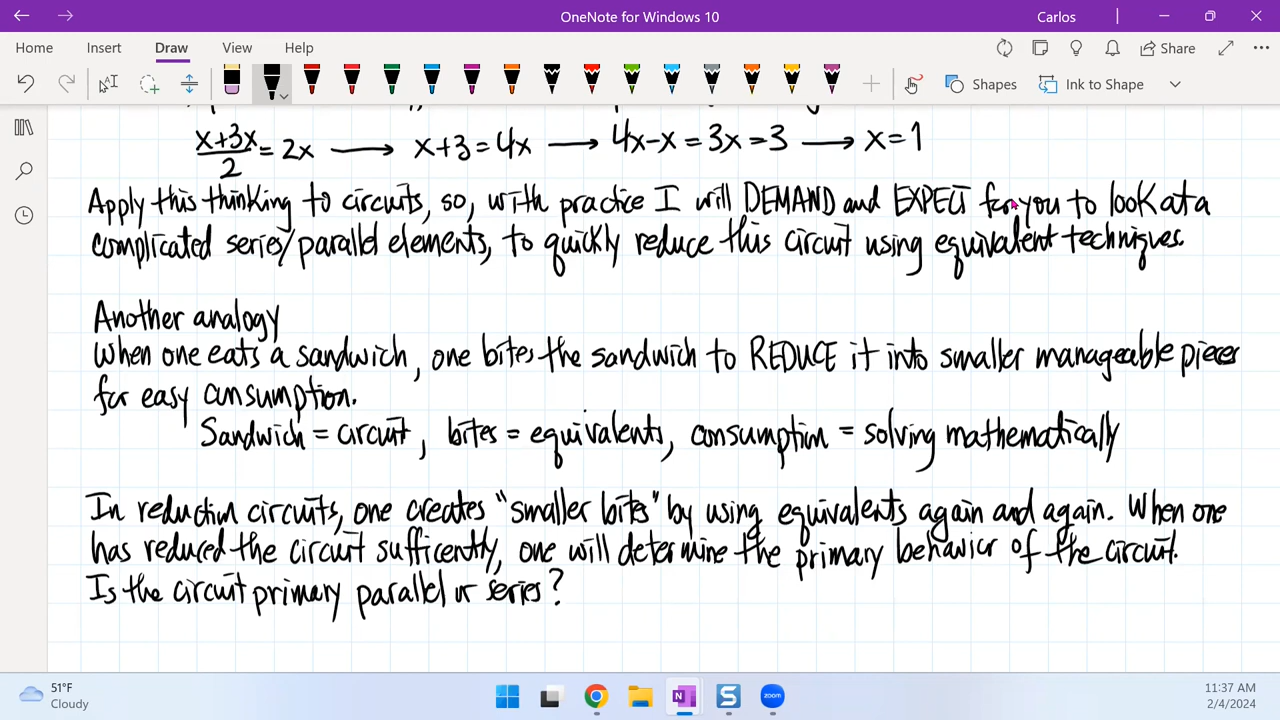 OneNote for Windows 10
Carlos
Home Insert Draw View Help
Share
Shapes Ink to Shape
x+3x/2 = 2x → x+3=4x → 4x-x=3x=3 → x=1
Apply this thinking to circuits, so, with practice I will DEMAND and EXPECT for you to look at a
complicated series/parallel elements, to quickly reduce this circuit using equivalent techniques.
Another analogy
When one eats a sandwich, one bites the sandwich to REDUCE it into smaller manageable pieces
for easy consumption.
Sandwich = circuit, bites = equivalents, consumption = solving mathematically
In reduction circuits, one creates "smaller bites" by using equivalents again and again. When one
has reduced the circuit sufficently, one will determine the primary behavior of the circuit.
Is the circuit primary parallel or series?
51°F
Cloudy
zoom
11:37 AM
2/4/2024